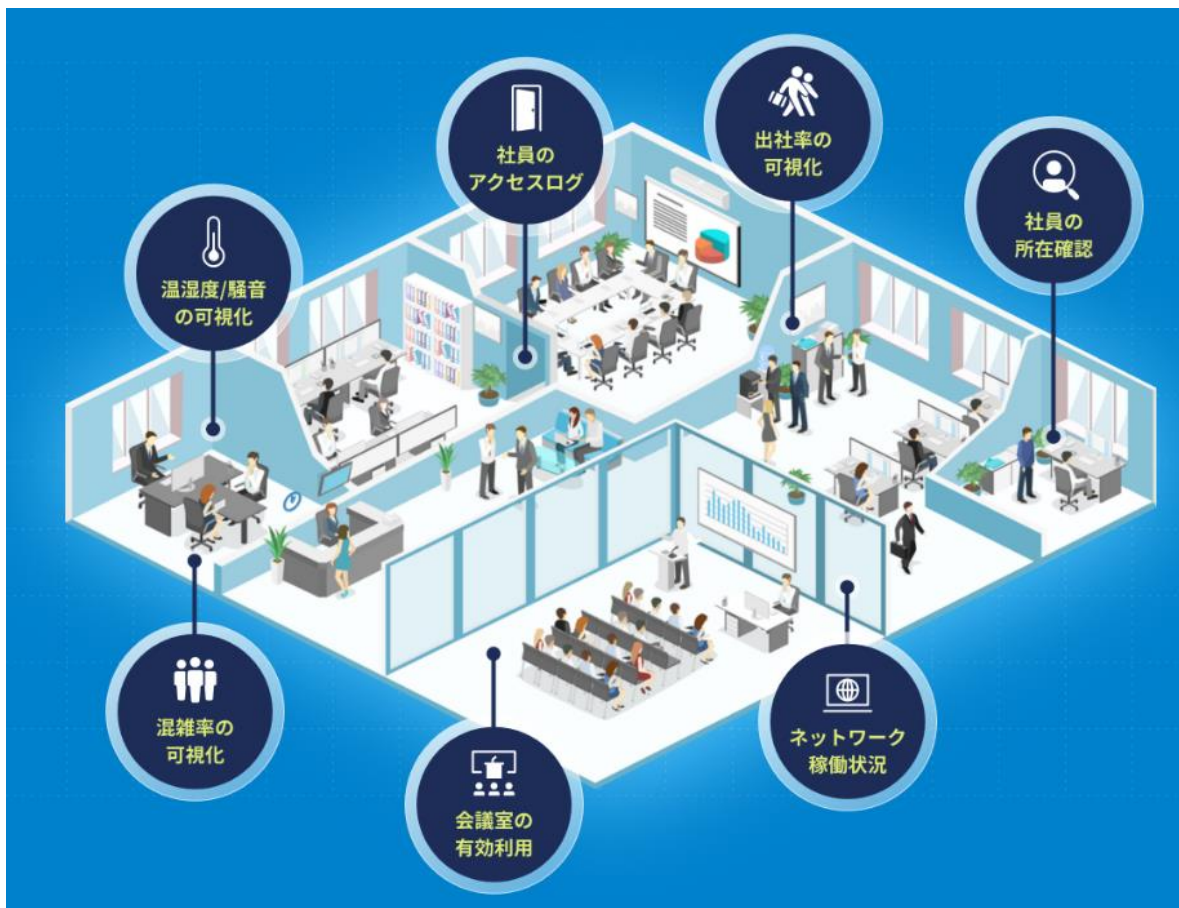 社員の
アクセスログ
出社率の
可視化
社員の
所在確認
温湿度/騒音
の可視化
混雑率の
可視化
会議室の
有効利用
ネットワーク
稼働状況